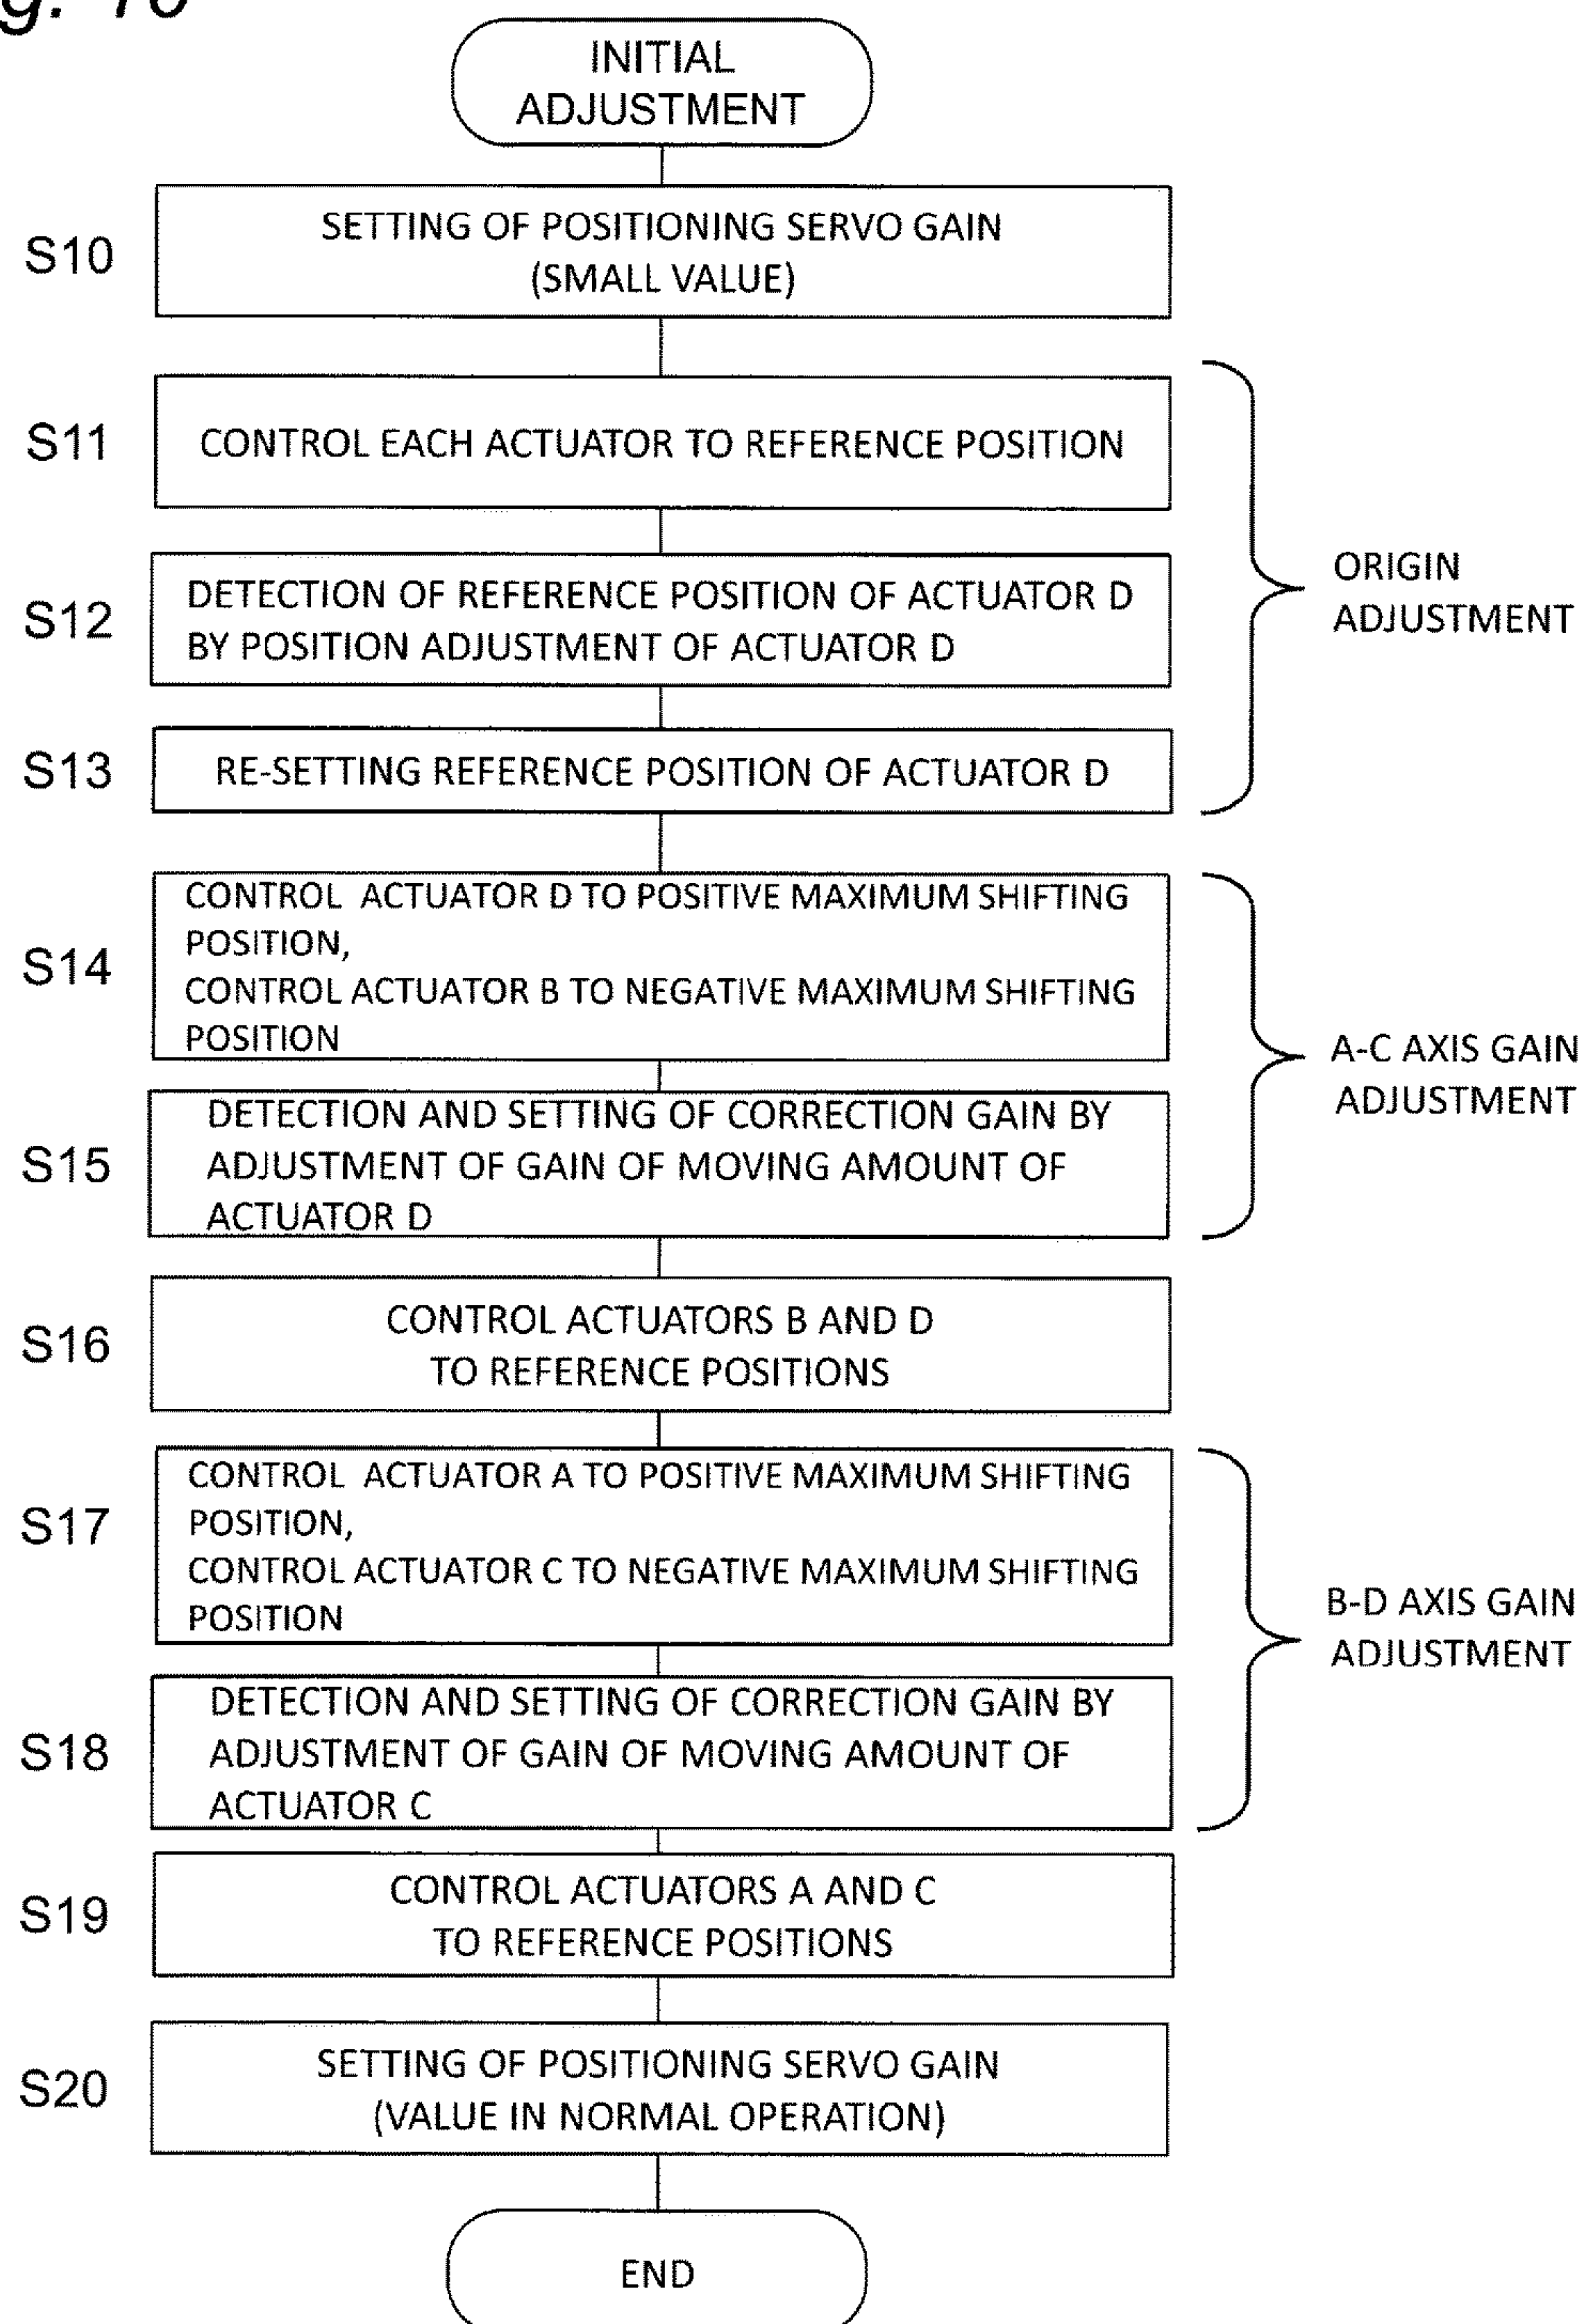 INITIAL
ADJUSTMENT
S10
SETTING OF POSITIONING SERVO GAIN
(SMALL VALUE)
S11
CONTROL EACH ACTUATOR TO REFERENCE POSITION
S12
DETECTION OF REFERENCE POSITION OF ACTUATOR D
BY POSITION ADJUSTMENT OF ACTUATOR D
S13
RE-SETTING REFERENCE POSITION OF ACTUATOR D
ORIGIN
ADJUSTMENT
S14
CONTROL ACTUATOR D TO POSITIVE MAXIMUM SHIFTING
POSITION,
CONTROL ACTUATOR B TO NEGATIVE MAXIMUM SHIFTING
POSITION
S15
DETECTION AND SETTING OF CORRECTION GAIN BY
ADJUSTMENT OF GAIN OF MOVING AMOUNT OF
ACTUATOR D
A-C AXIS GAIN
ADJUSTMENT
S16
CONTROL ACTUATORS B AND D
TO REFERENCE POSITIONS
S17
CONTROL ACTUATOR A TO POSITIVE MAXIMUM SHIFTING
POSITION,
CONTROL ACTUATOR C TO NEGATIVE MAXIMUM SHIFTING
POSITION
S18
DETECTION AND SETTING OF CORRECTION GAIN BY
ADJUSTMENT OF GAIN OF MOVING AMOUNT OF
ACTUATOR C
B-D AXIS GAIN
ADJUSTMENT
S19
CONTROL ACTUATORS A AND C
TO REFERENCE POSITIONS
S20
SETTING OF POSITIONING SERVO GAIN
(VALUE IN NORMAL OPERATION)
END